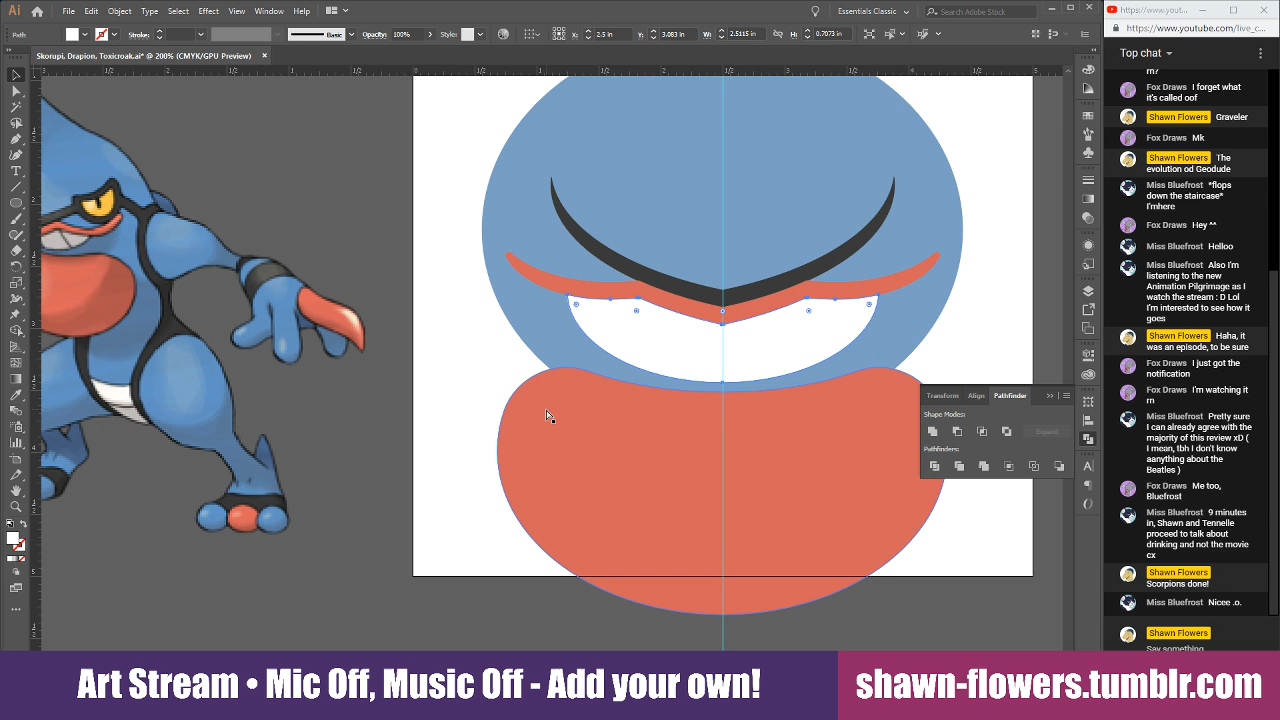 Ai File Edit Object Type Select Effect View Window Help Essentials Classic Search Adobe Stock
Path Stroke: Basic Opacity: 100% Style: X: 2.5 in Y: 3.083 in W: 2.5115 in H: 0.7073 in
Skorupi, Drapion, Toxicroak.ai* @ 200% (CMYK/GPU Preview)
Transform Align Pathfinder
Shape Modes:
Expand
Pathfinders:
https://www.yout...
https://www.youtube.com/live_c...
Top chat
rn?
Fox Draws I forget what
it's called oof
Shawn Flowers Graveler
Fox Draws Mk
Shawn Flowers The
evolution od Geodude
Miss Bluefrost *flops
down the staircase*
I'mhere
Fox Draws Hey ^^
Miss Bluefrost Helloo
Miss Bluefrost Also I'm
listening to the new
Animation Pilgrimage as I
watch the stream : D Lol
I'm interested to see how it
goes
Shawn Flowers Haha, it
was an episode, to be sure
Fox Draws I just got the
notification
Fox Draws I'm watching it
rn
Miss Bluefrost Pretty sure
I can already agree with the
majority of this review xD (
I mean, tbh I don't know
aanything about the
Beatles )
Fox Draws Me too,
Bluefrost
Miss Bluefrost 9 minutes
in, Shawn and Tennelle
proceed to talk about
drinking and not the movie
cx
Shawn Flowers
Scorpions done!
Miss Bluefrost Nicee .o.
Shawn Flowers
Say something...
Art Stream • Mic Off, Music Off - Add your own!
shawn-flowers.tumblr.com